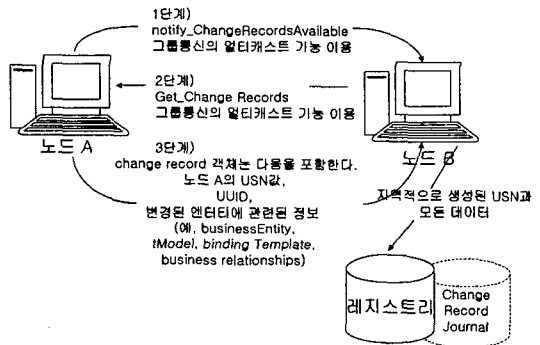 1단계)
notify_ChangeRecordsAvailable
그룹통신의 멀티캐스트 기능 이용
2단계)
Get_Change Records
그룹통신의 멀티캐스트 기능 이용
노드 A
노드 B
3단계)
change record 객체는 다음을 포함한다.
노드 A의 USN값,
UUID,
변경된 엔터티에 관련된 정보
(예, businessEntity,
tModel, binding Template,
business relationships)
지역적으로 생성된 USN과
모든 데이터
레지스트리
Change
Record
Journal